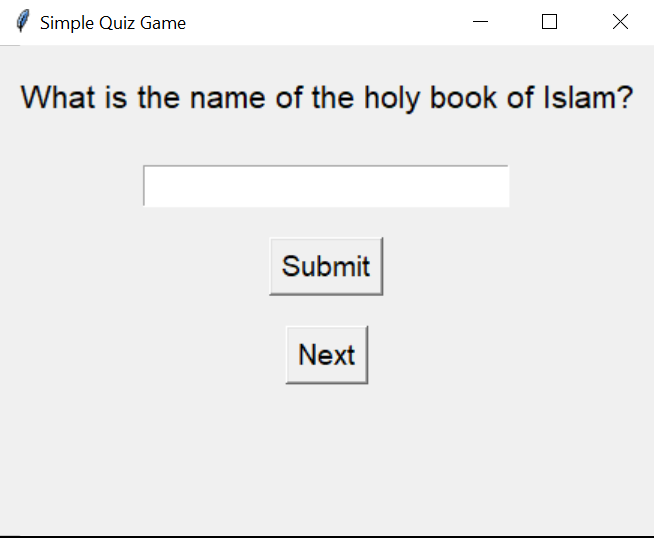 Simple Quiz Game
What is the name of the holy book of Islam?
Submit
Next